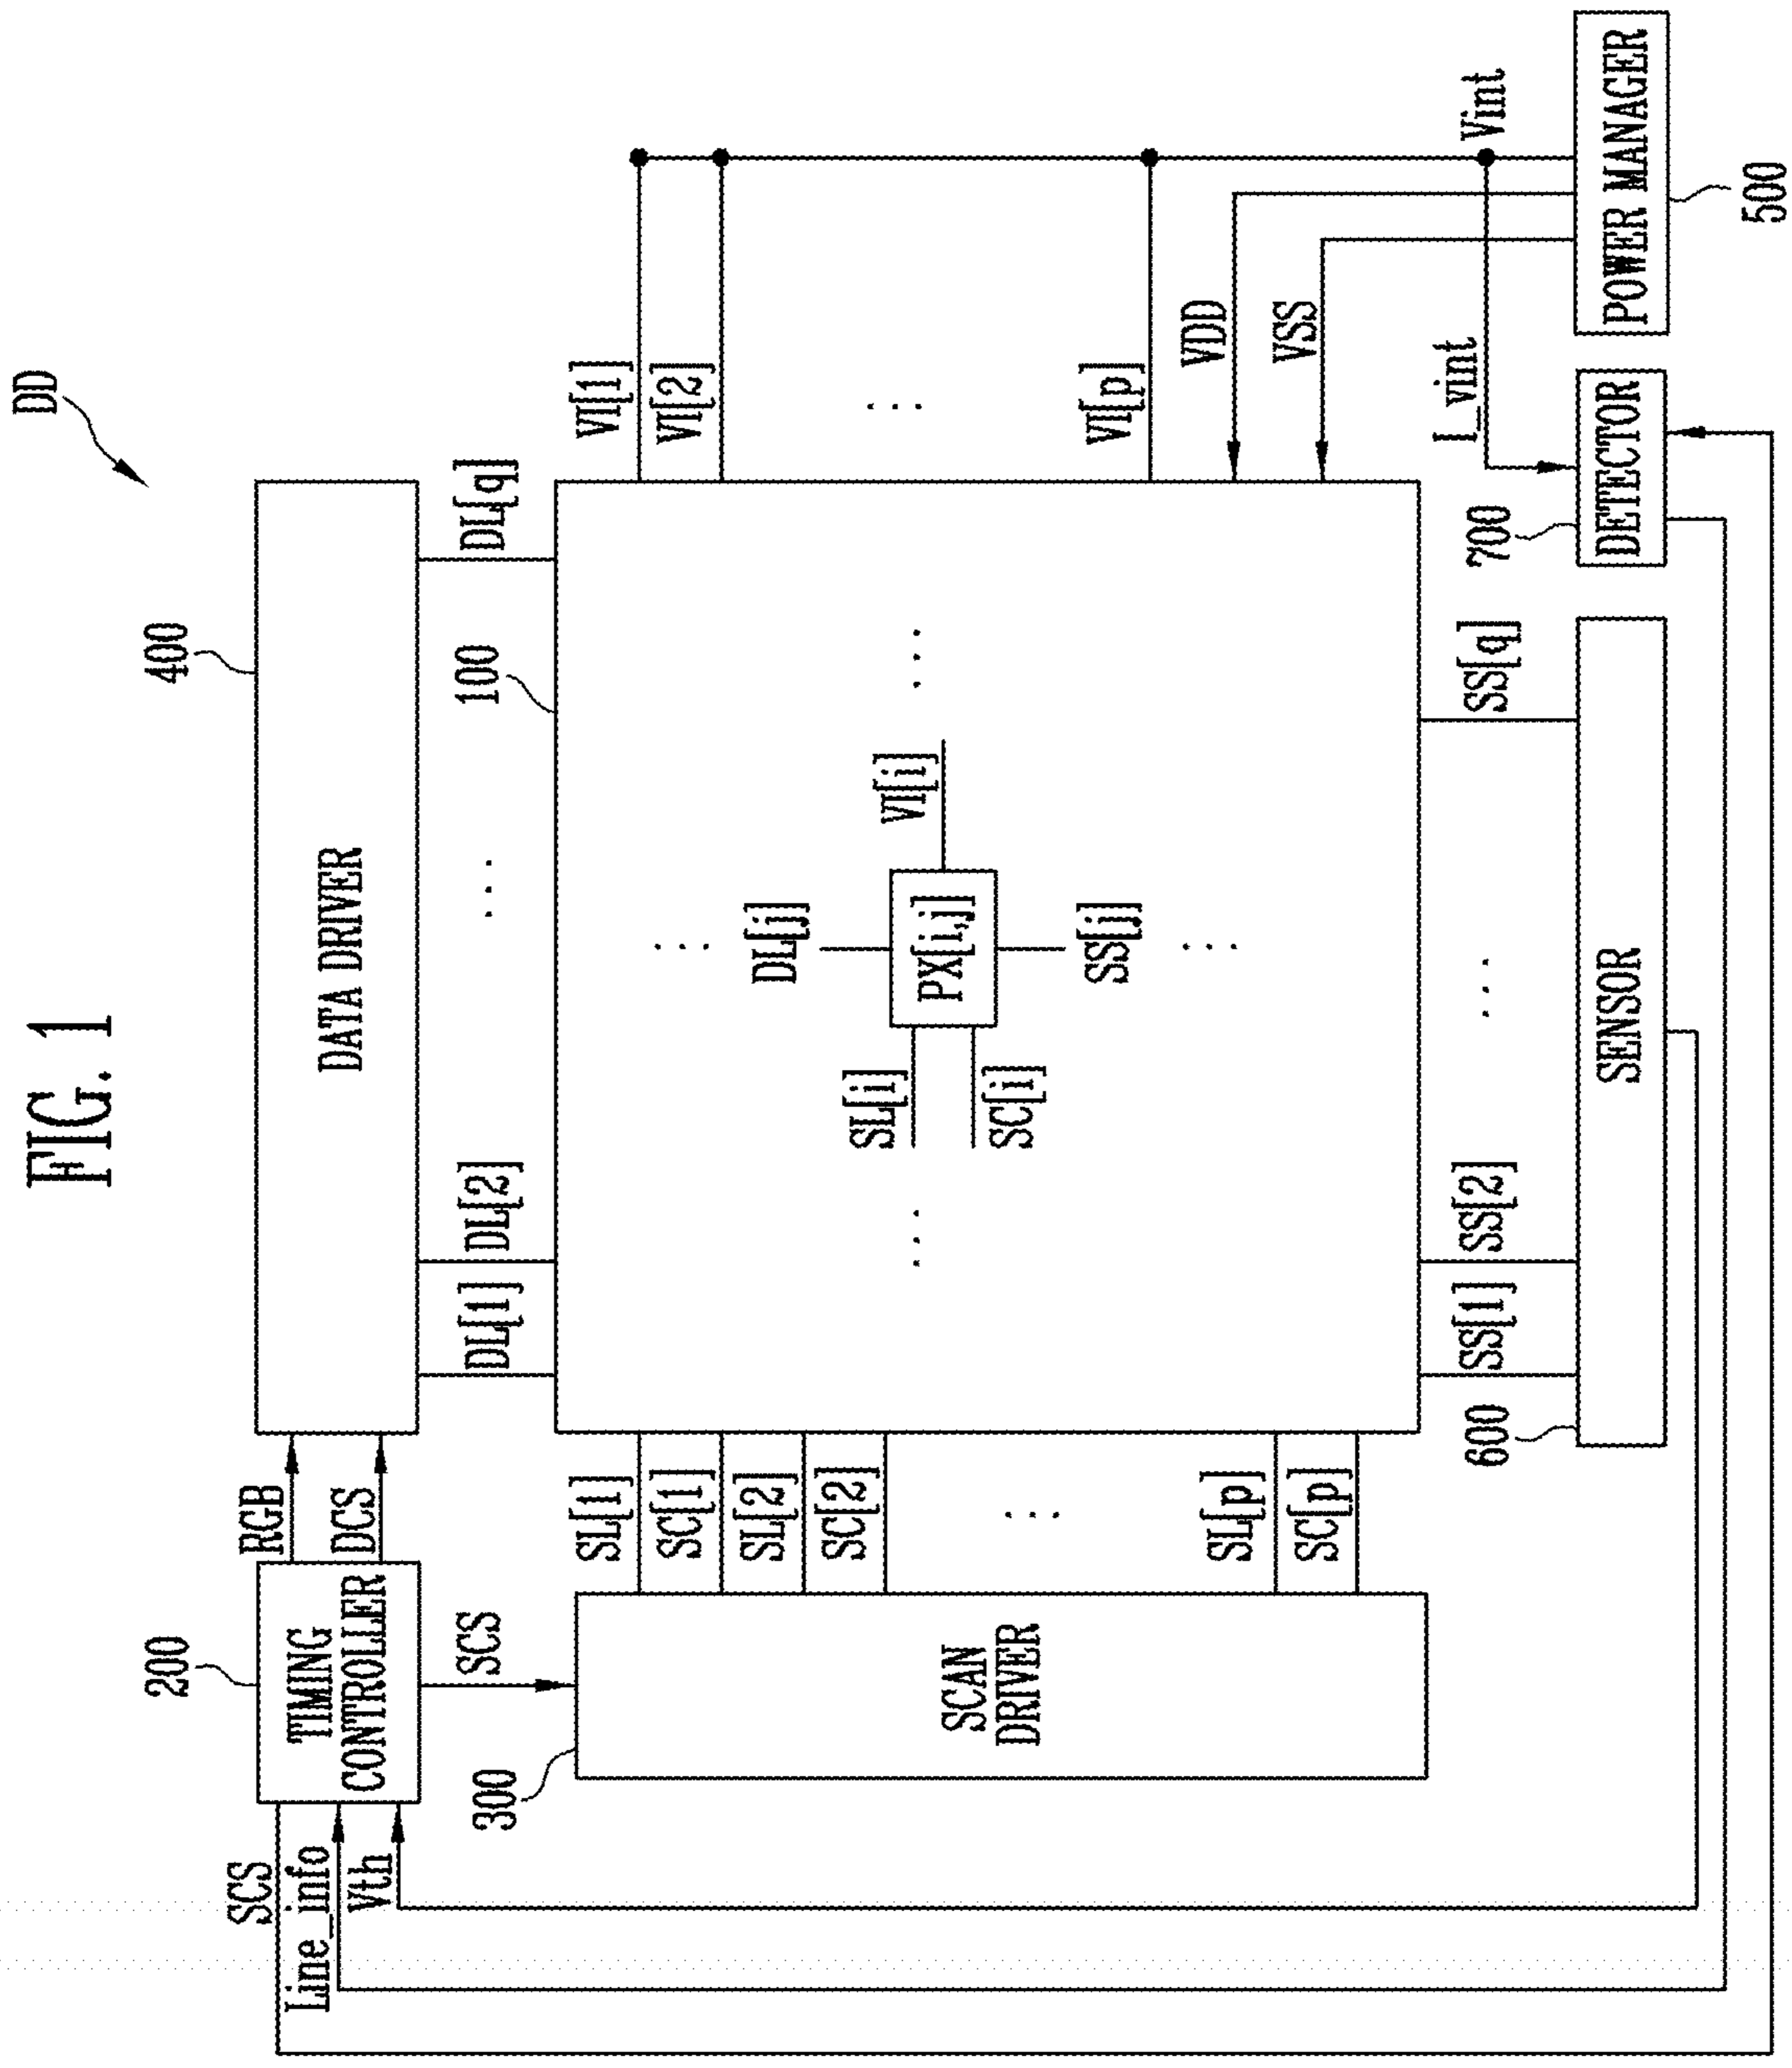 FIG. 1
DD
200
400
SCS
Line_info
Vth
TIMING
CONTROLLER
RGB
DCS
DATA DRIVER
SCS
DL[1]
DL[2]
...
DL[q]
100
300
SCAN
DRIVER
SL[1]
SC[1]
SL[2]
SC[2]
...
SL[p]
SC[p]
...
DL[j]
SL[i]
SC[i]
PX[i,j]
VI[i]
SS[j]
...
...
...
VI[1]
VI[2]
...
VI[p]
VDD
VSS
SS[1]
SS[2]
...
SS[q]
I_vint
Vint
600
SENSOR
700
DETECTOR
POWER MANAGER
500